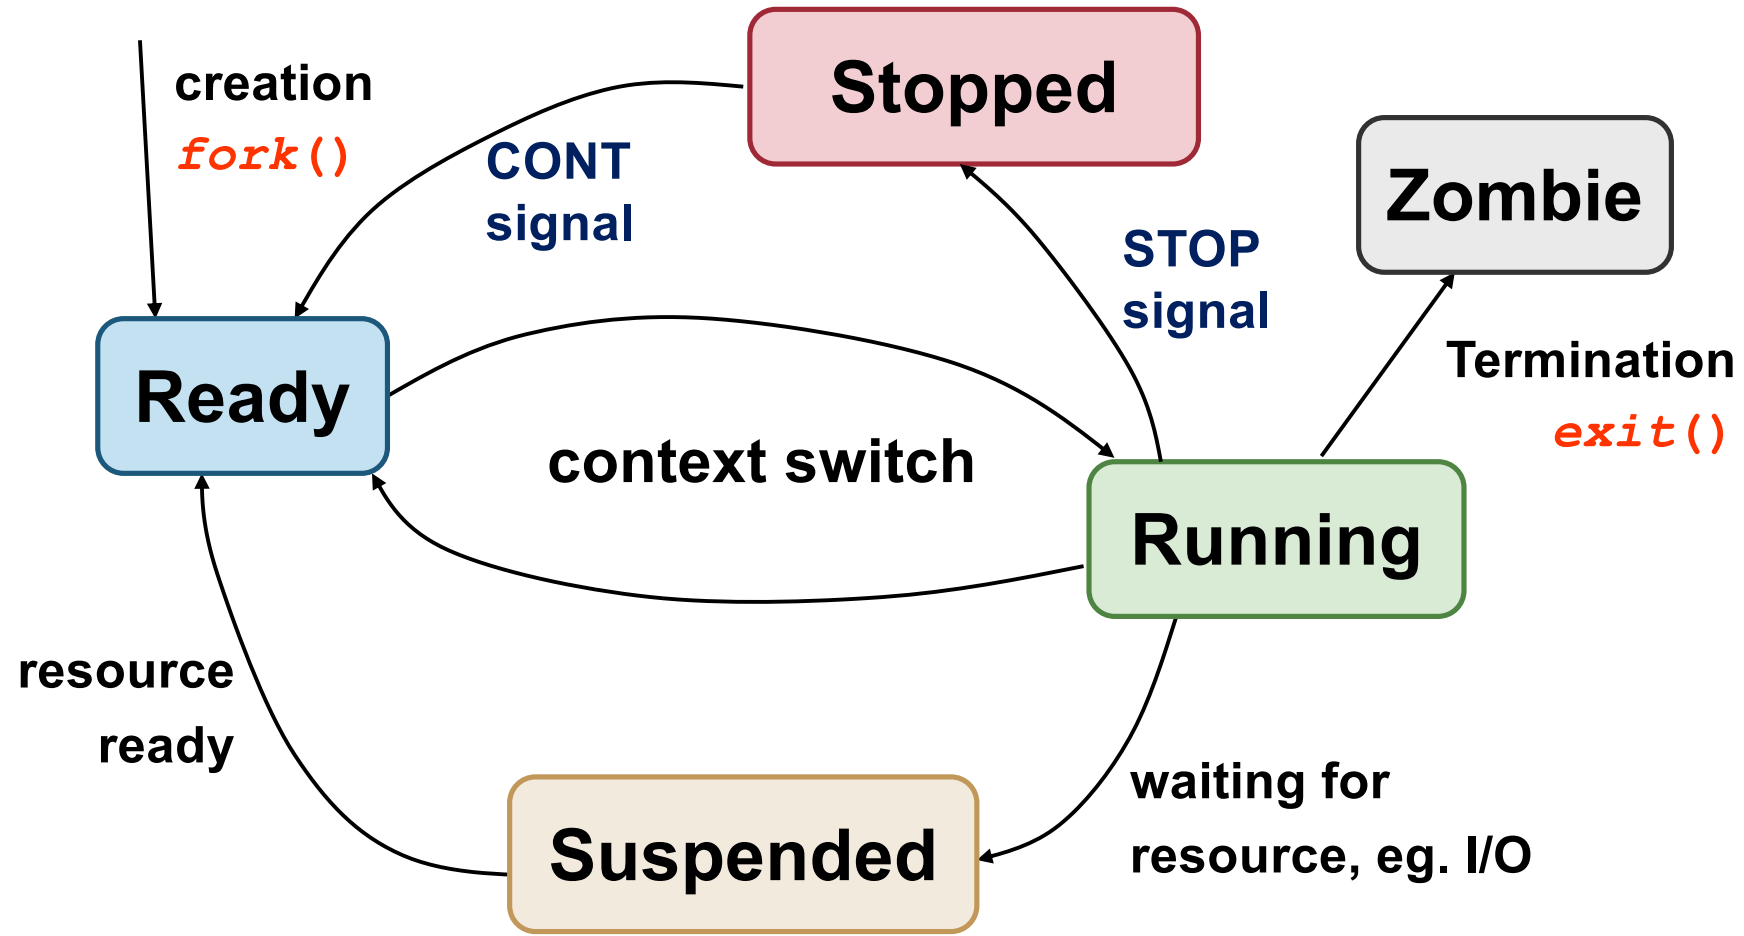 Stopped
creation
fork()
CONT
signal
Zombie
STOP
signal
Ready
Termination
exit()
context switch
Running
resource
ready
waiting for
resource, eg. I/O
Suspended